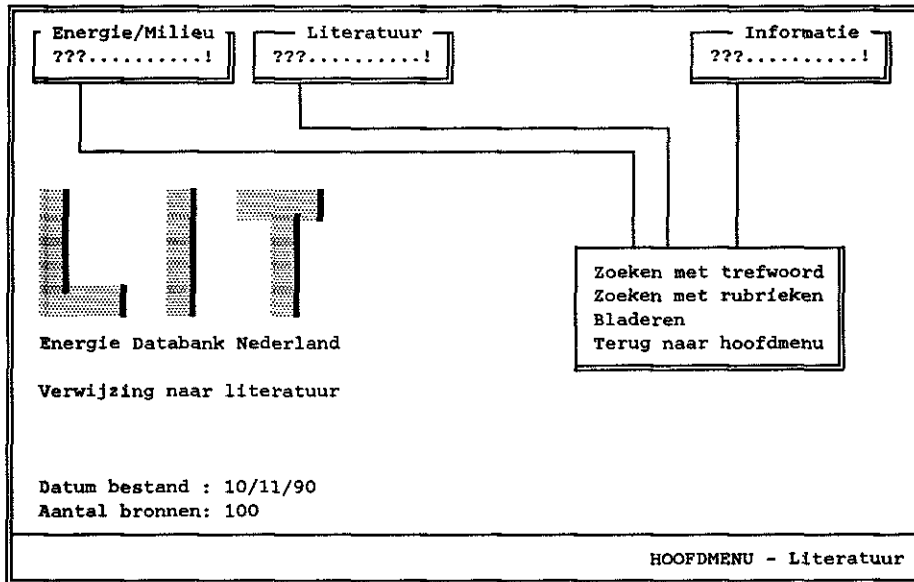 Energie/Milieu
???..........!
Literatuur
???..........!
Informatie
???..........!
LIT
Energie Databank Nederland
Verwijzing naar literatuur
Zoeken met trefwoord
Zoeken met rubrieken
Bladeren
Terug naar hoofdmenu
Datum bestand : 10/11/90
Aantal bronnen: 100
HOOFDMENU - Literatuur